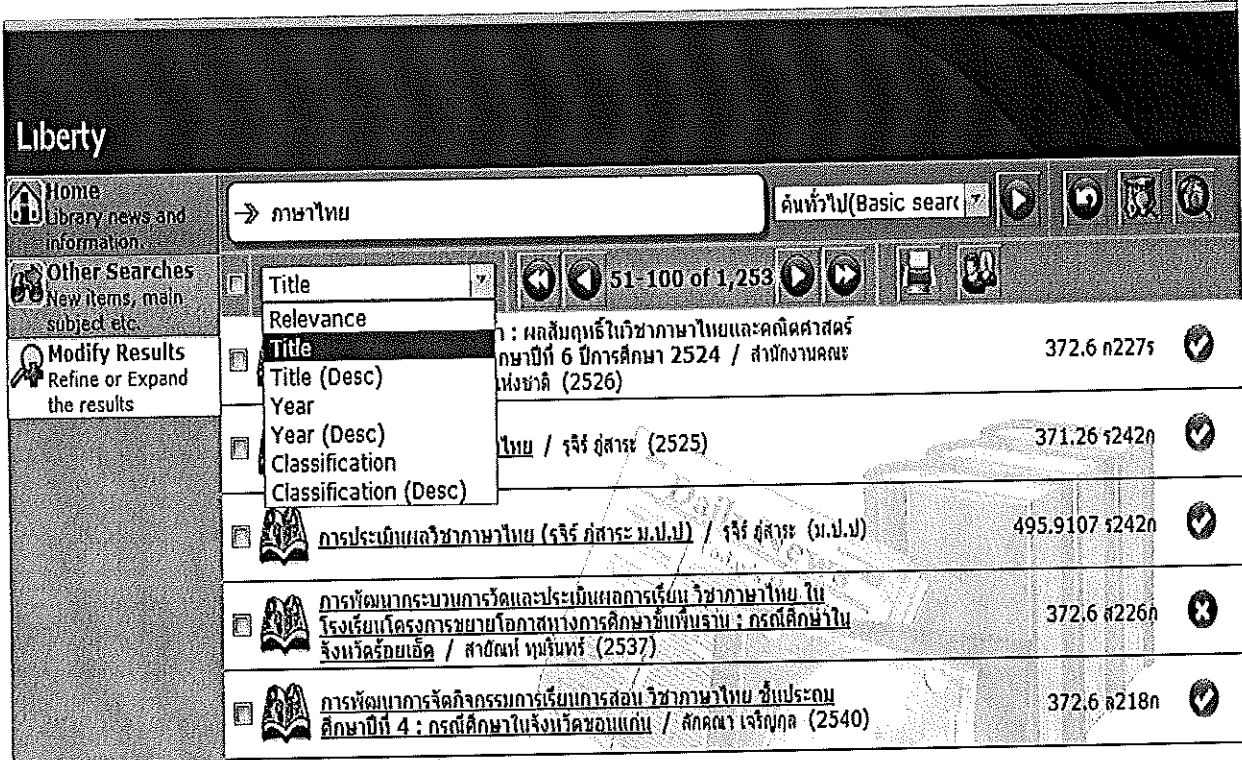 Liberty
Home
Library news and
information.
Other Searches
New items, main
subject etc.
Modify Results
Refine or Expand
the results
ภาษาไทย
ค้นทั่วไป(Basic searc
Title
51-100 of 1,253
Relevance
Title
Title (Desc)
Year
Year (Desc)
Classification
Classification (Desc)
า : ผลสัมฤทธิ์ในวิชาภาษาไทยและคณิตศาสตร์
กษาปีที่ 6 ปีการศึกษา 2524 / สำนักงานคณะ
แห่งชาติ (2526)
372.6 ก227ร
ไทย / รุจิร์ ภู่สาระ (2525)
371.26 ร242ก
การประเมินผลวิชาภาษาไทย (รุจิร์ ภู่สาระ ม.ป.ป) / รุจิร์ ภู่สาระ (ม.ป.ป)
495.9107 ร242ก
การพัฒนากระบวนการวัดและประเมินผลการเรียน วิชาภาษาไทย ใน
โรงเรียนโครงการขยายโอกาสทางการศึกษาขั้นพื้นฐาน : กรณีศึกษาใน
จังหวัดร้อยเอ็ด / สายัณห์ ทุมรินทร์ (2537)
372.6 ส226ก
การพัฒนาการจัดกิจกรรมการเรียนการสอน วิชาภาษาไทย ชั้นประถม
ศึกษาปีที่ 4 : กรณีศึกษาในจังหวัดขอนแก่น / ลักคณา เจริญกุล (2540)
372.6 ล218ก